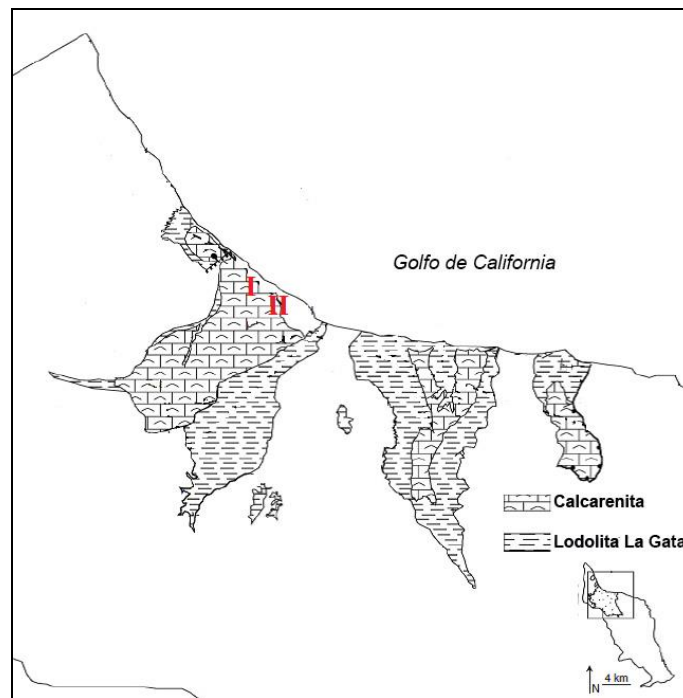 Golfo de California
I
II
Calcarenita
Lodolita La Gata
N 4 km